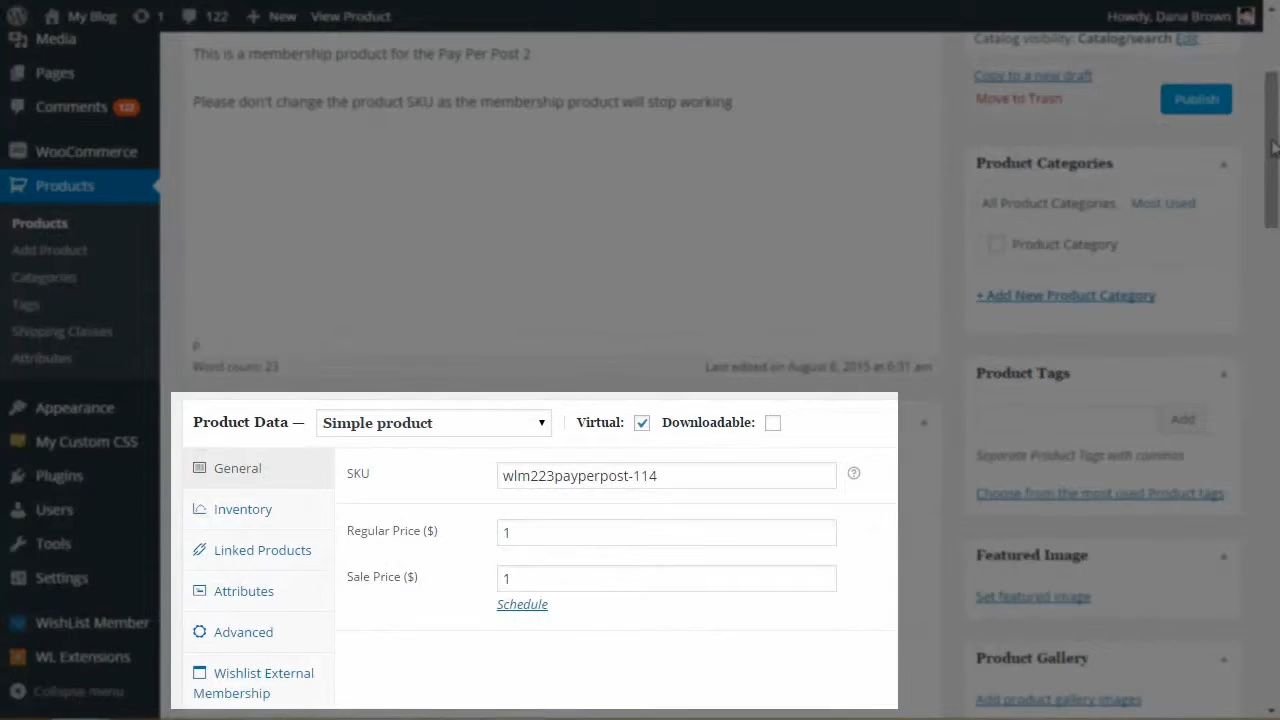 My Blog 1 122 New View Product Howdy, Dana Brown
Media
Pages
Comments 122
WooCommerce
Products
Products
Add Product
Categories
Tags
Shipping Classes
Attributes
Appearance
My Custom CSS
Plugins
Users
Tools
Settings
WishList Member
WL Extensions
Collapse menu
This is a membership product for the Pay Per Post 2
Please don't change the product SKU as the membership product will stop working
p
Word count: 23 Last edited on August 6, 2015 at 6:31 am
Product Data — Simple product Virtual: Downloadable:
General
Inventory
Linked Products
Attributes
Advanced
Wishlist External
Membership
SKU wlm223payperpost-114
Regular Price ($) 1
Sale Price ($) 1
Schedule
Catalog visibility: Catalog/search Edit
Copy to a new draft
Move to Trash Publish
Product Categories
All Product Categories Most Used
Product Category
+ Add New Product Category
Product Tags
Add
Separate Product Tags with commas
Choose from the most used Product tags
Featured Image
Set featured image
Product Gallery
Add product gallery images